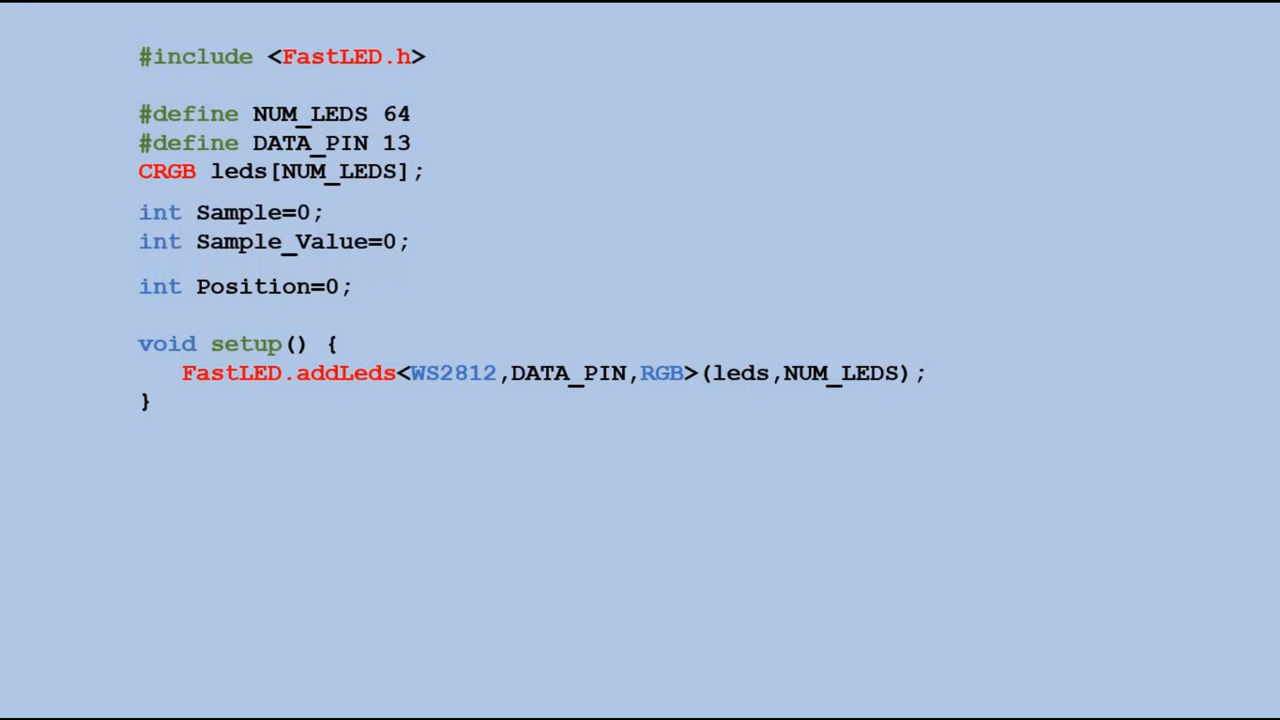 #include <FastLED.h>
#define NUM_LEDS 64
#define DATA_PIN 13
CRGB leds[NUM_LEDS];
int Sample=0;
int Sample_Value=0;
int Position=0;
void setup() {
FastLED.addLeds<WS2812,DATA_PIN,RGB>(leds,NUM_LEDS);
}